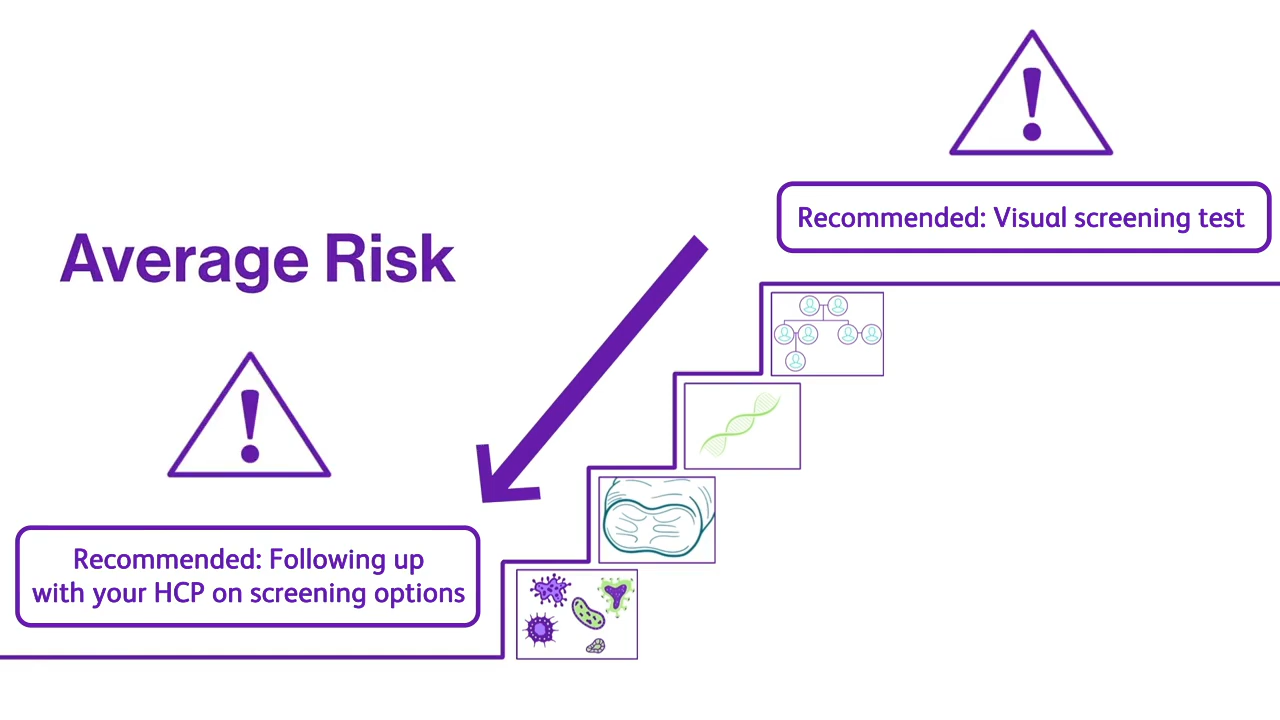 Recommended: Visual screening test
Average Risk
Recommended: Following up
with your HCP on screening options